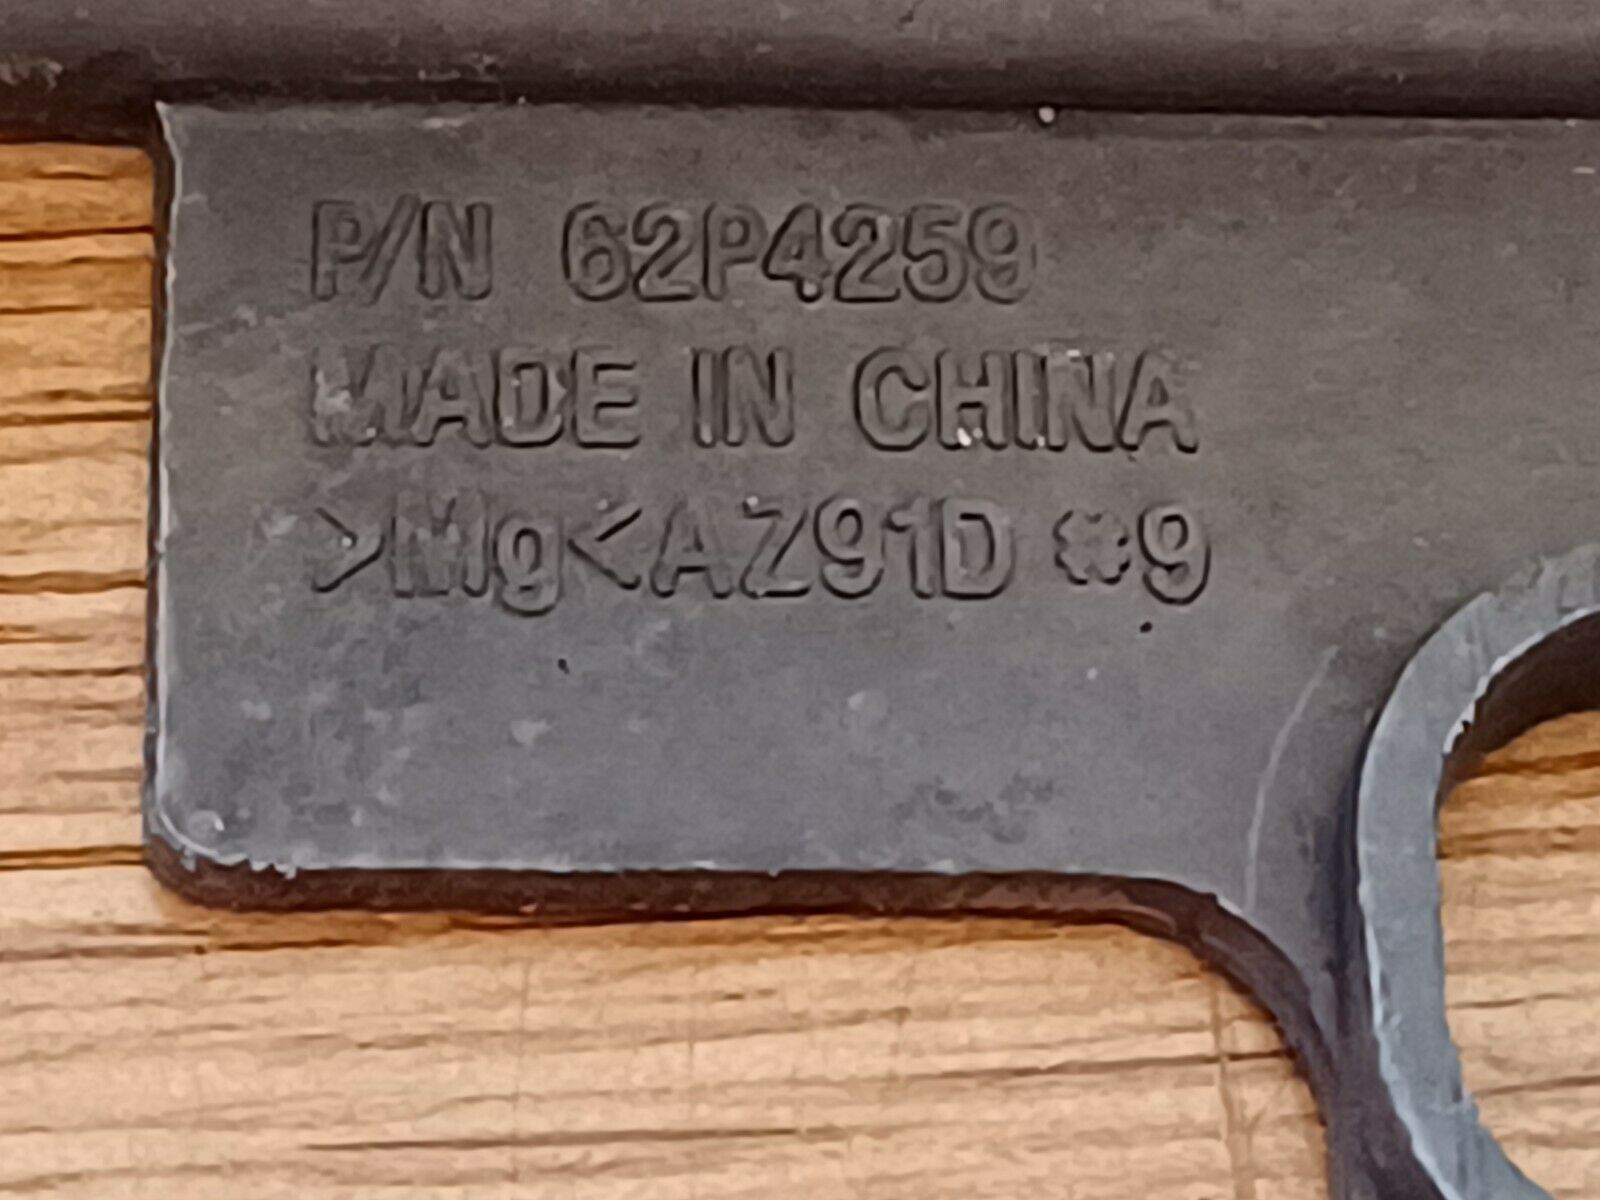 P/N 62P4259
MADE IN CHINA
>Mg<AZ91D #9